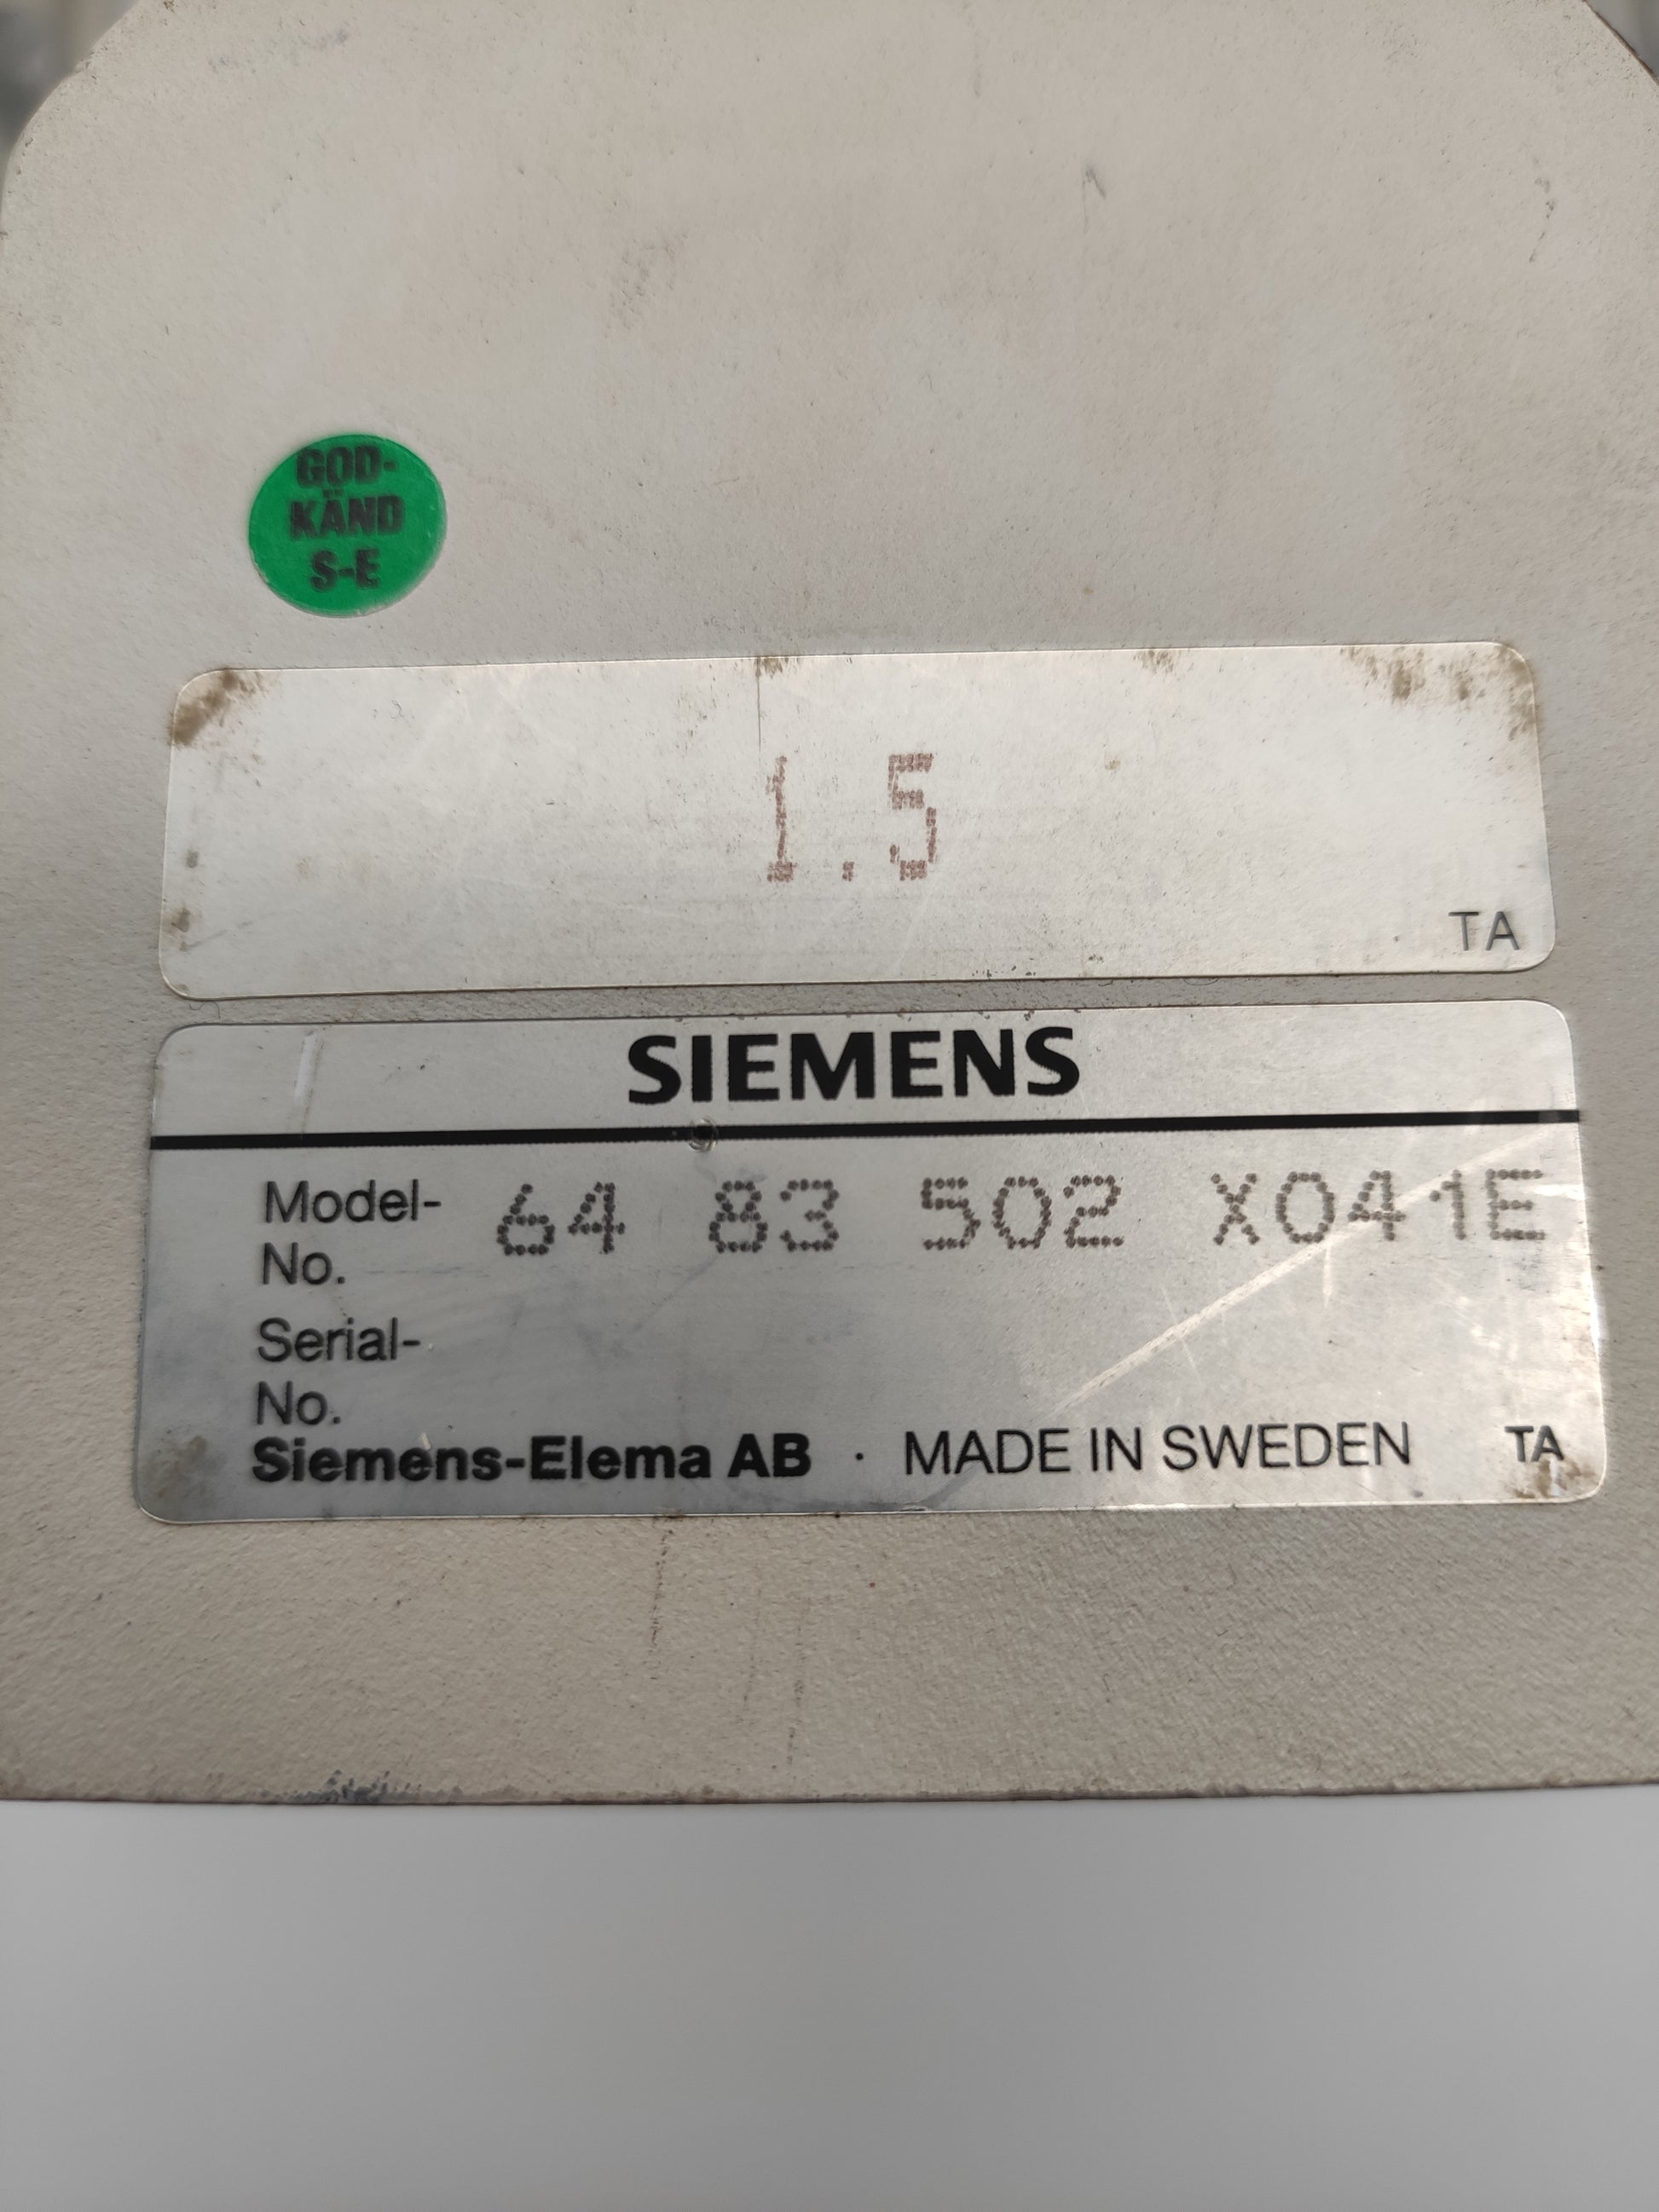 GOD-
KÄND
S-E
1.5
TA
SIEMENS
Model- 64 83 502 X041E
No.
Serial-
No.
Siemens-Elema AB · MADE IN SWEDEN TA